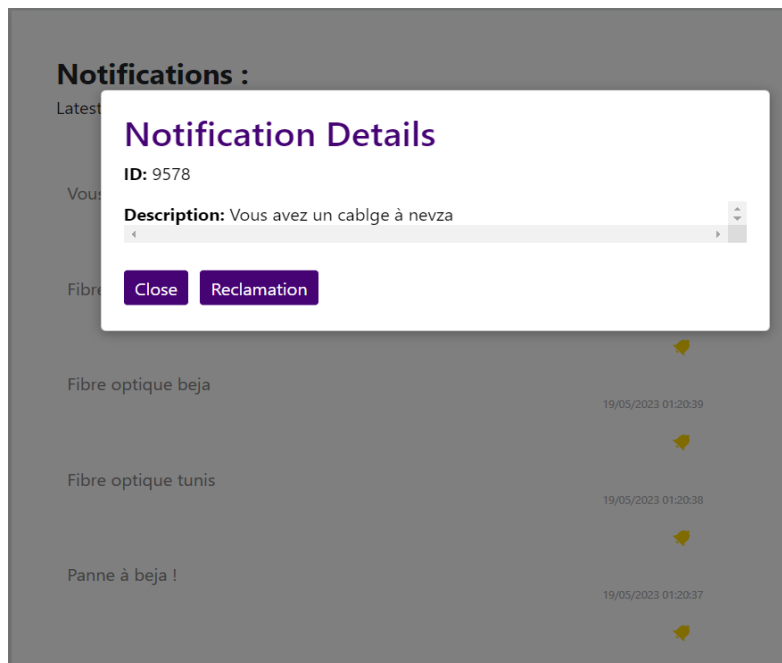 Notifications :
Latest
Notification Details
ID: 9578
Vous
Description: Vous avez un cablge à nevza
Fibre
Close Reclamation
Fibre optique beja
19/05/2023 01:20:39
Fibre optique tunis
19/05/2023 01:20:38
Panne à beja !
19/05/2023 01:20:37